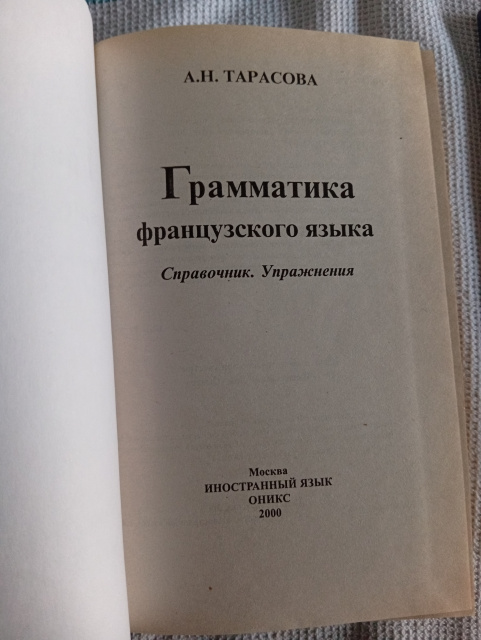 А.Н. ТАРАСОВА
Грамматика
французского языка
Справочник. Упражнения
Москва
ИНОСТРАННЫЙ ЯЗЫК
ОНИКС
2000